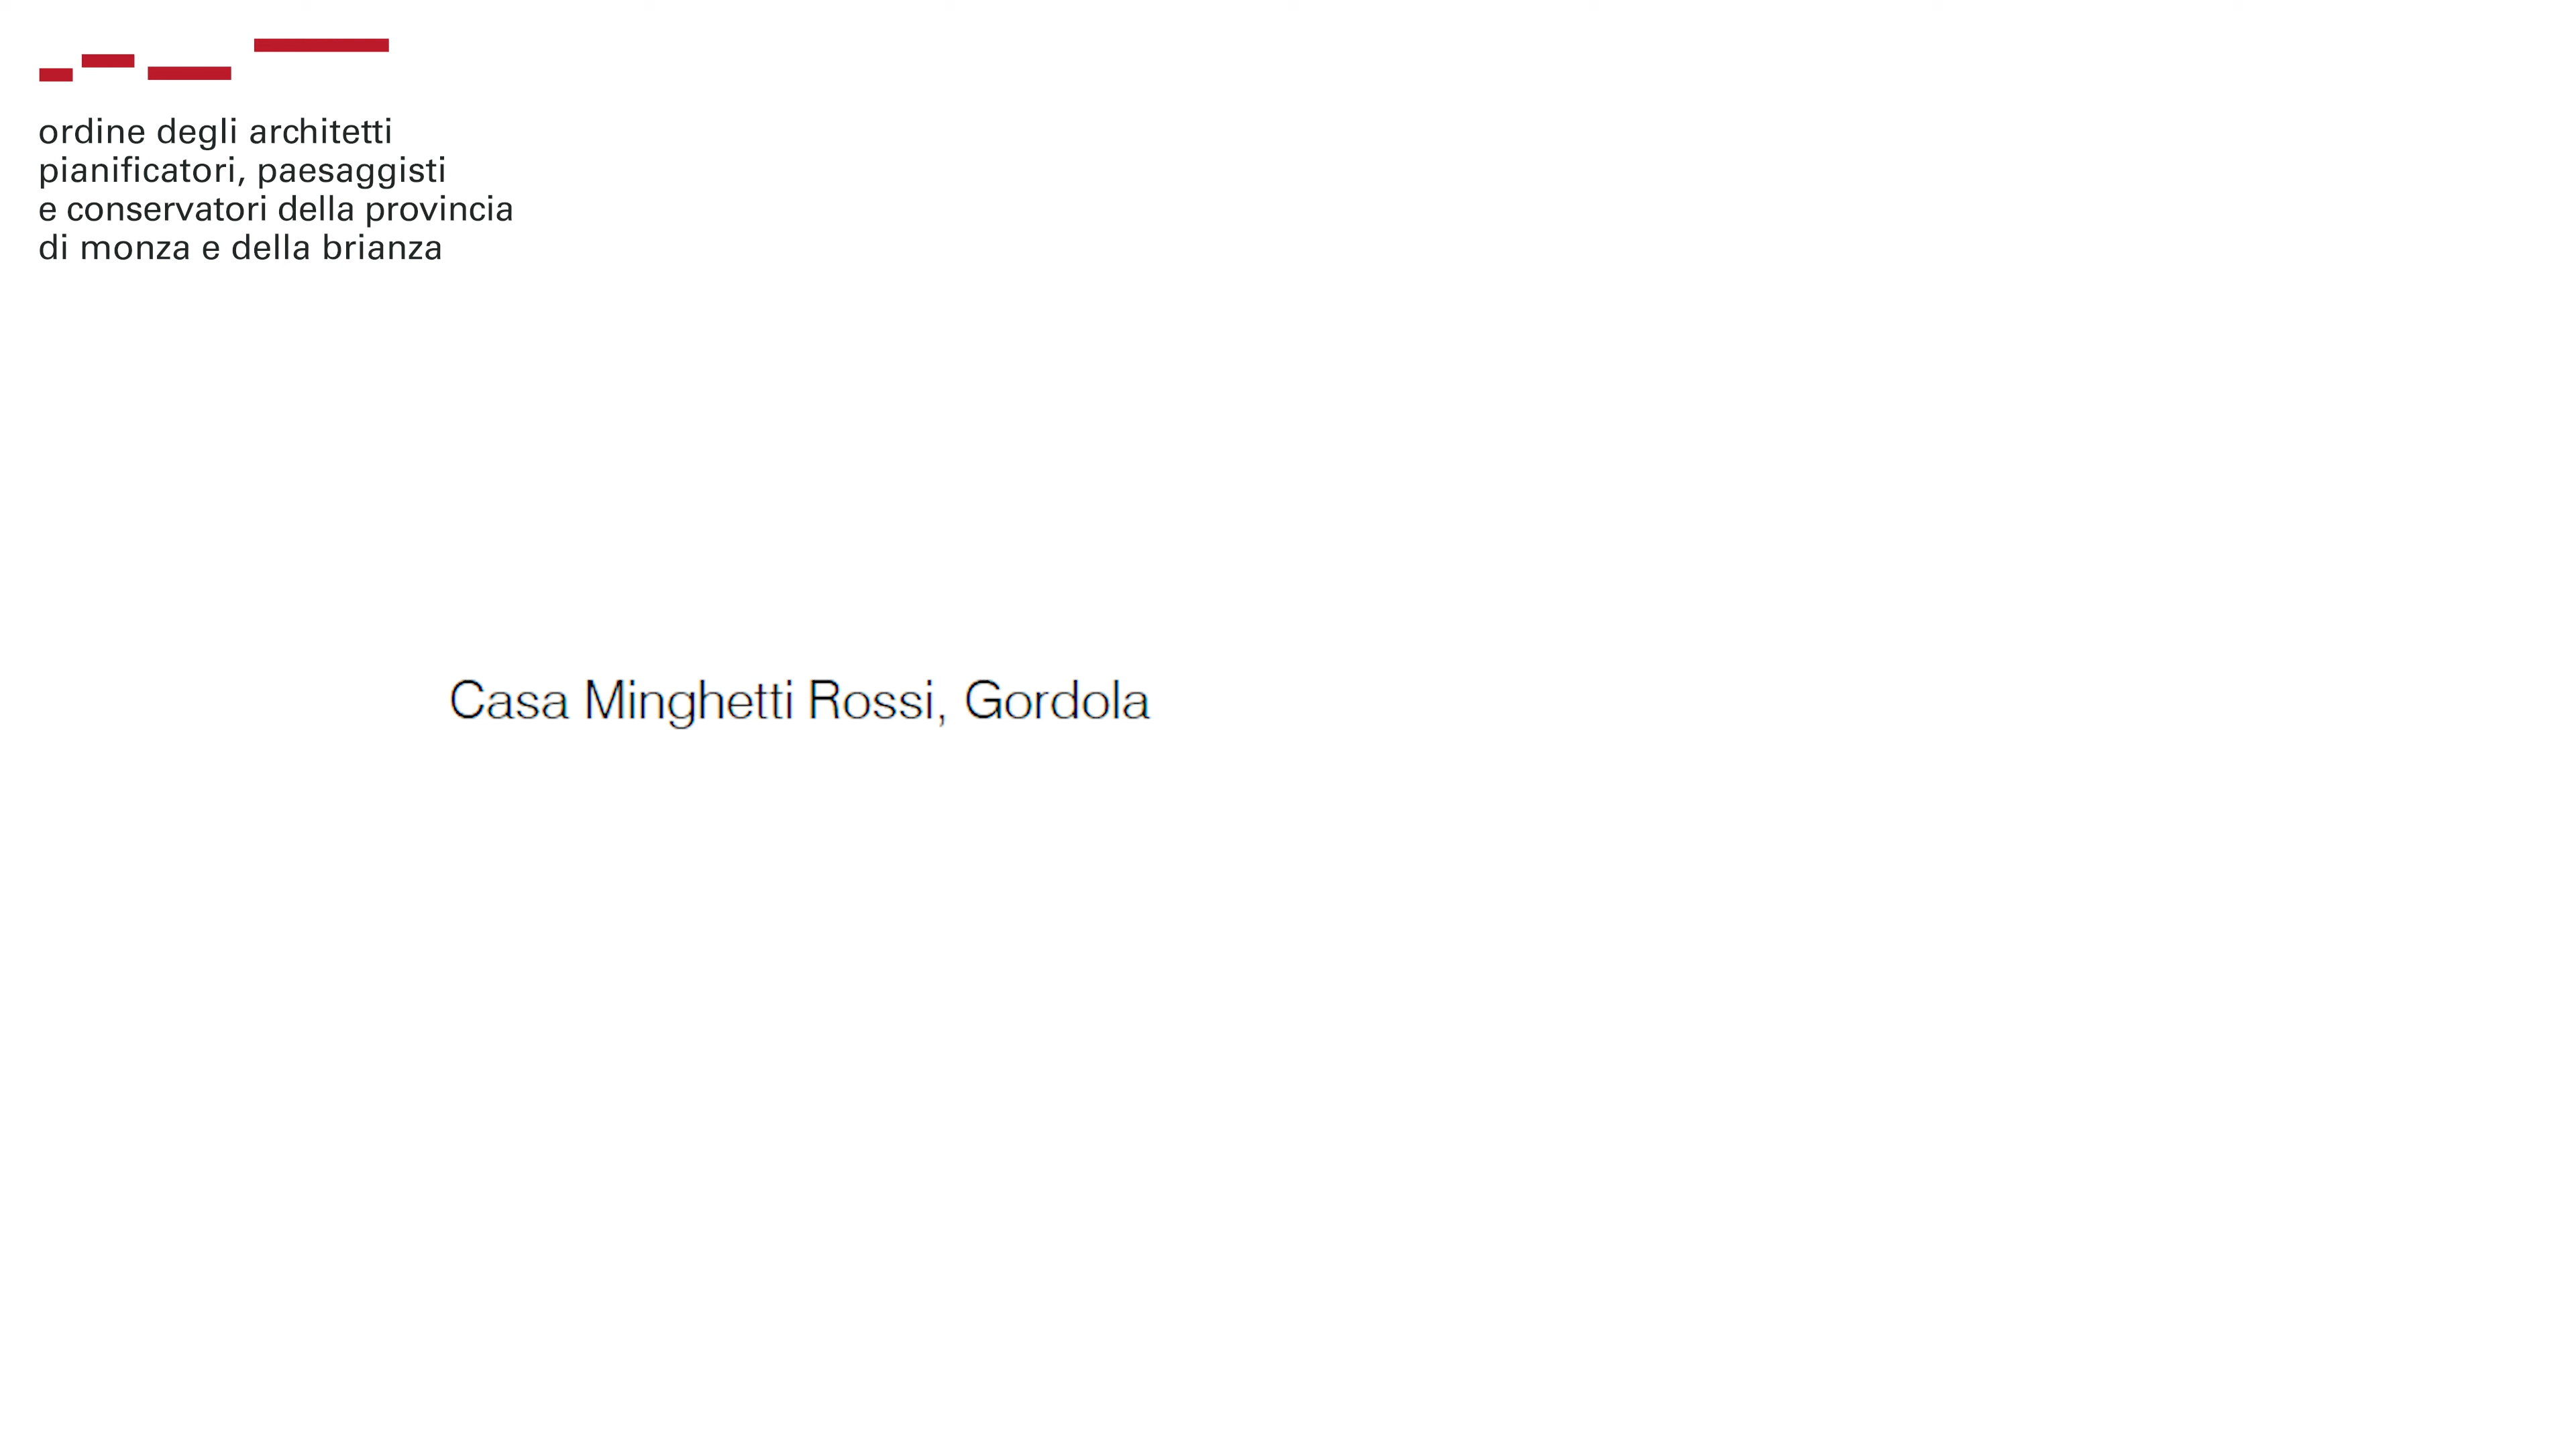 ordine degli architetti
pianificatori, paesaggisti
e conservatori della provincia
di monza e della brianza
Casa Minghetti Rossi, Gordola